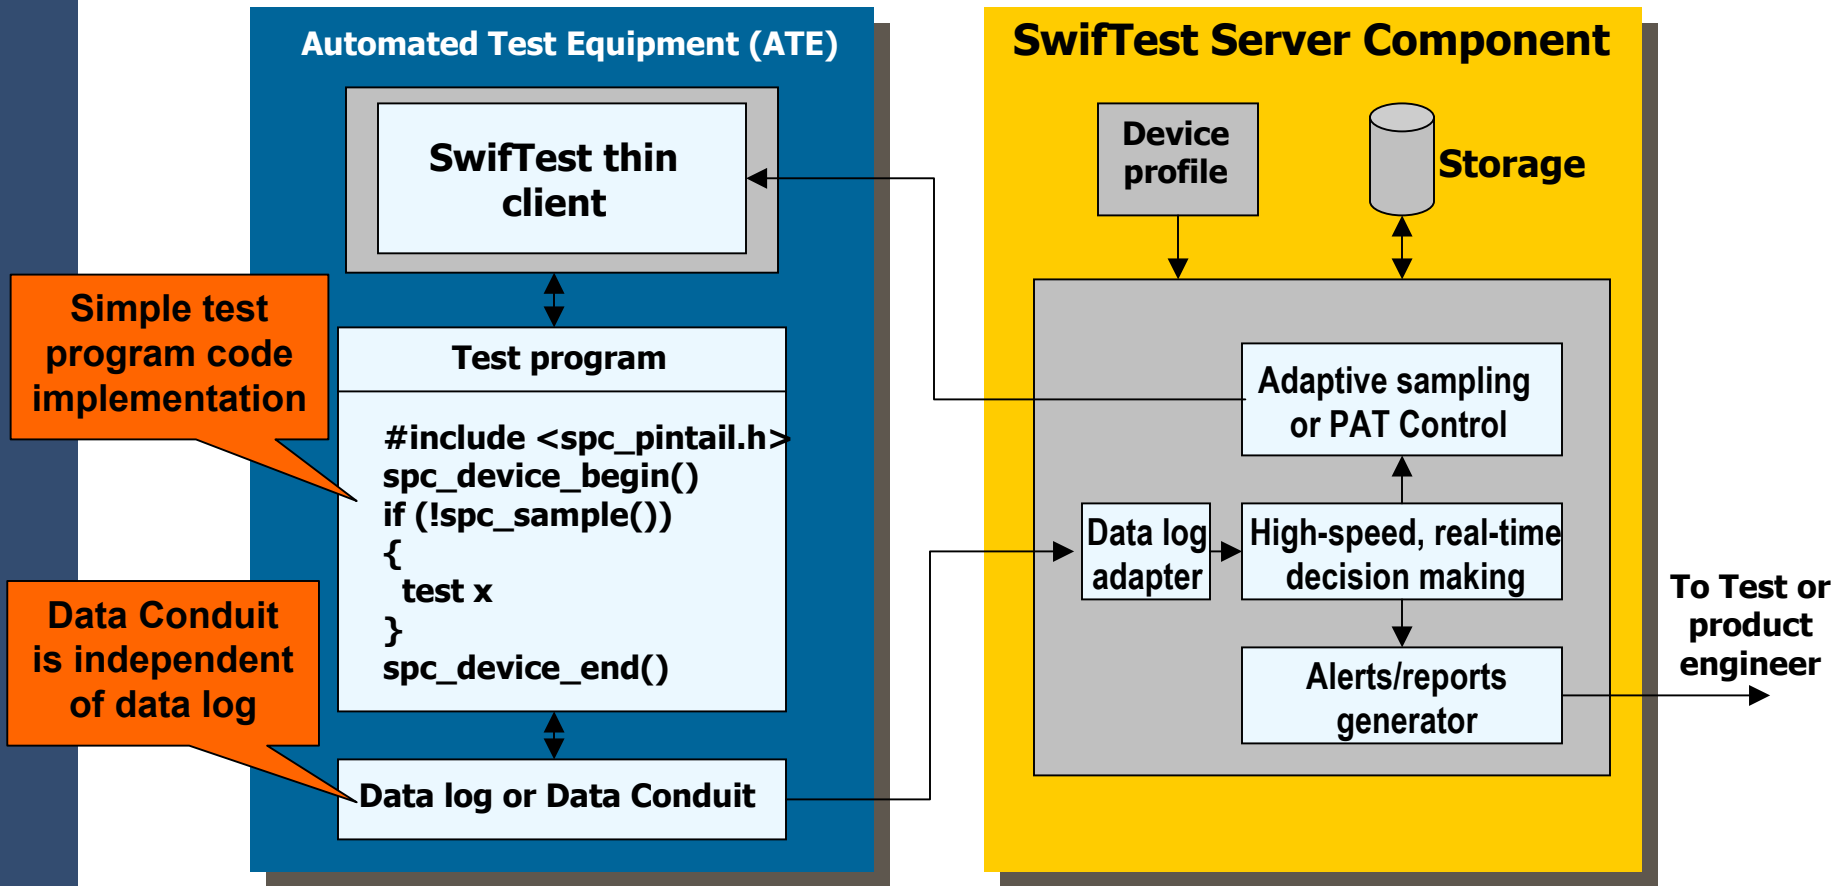 Automated Test Equipment (ATE)
SwifTest thin
client
Simple test
program code
implementation
Test program
#include <spc_pintail.h>
spc_device_begin()
if (!spc_sample())
{
test x
}
spc_device_end()
Data Conduit
is independent
of data log
Data log or Data Conduit
SwifTest Server Component
Device
profile
Storage
Adaptive sampling
or PAT Control
Data log
adapter
High-speed, real-time
decision making
Alerts/reports
generator
To Test or
product
engineer